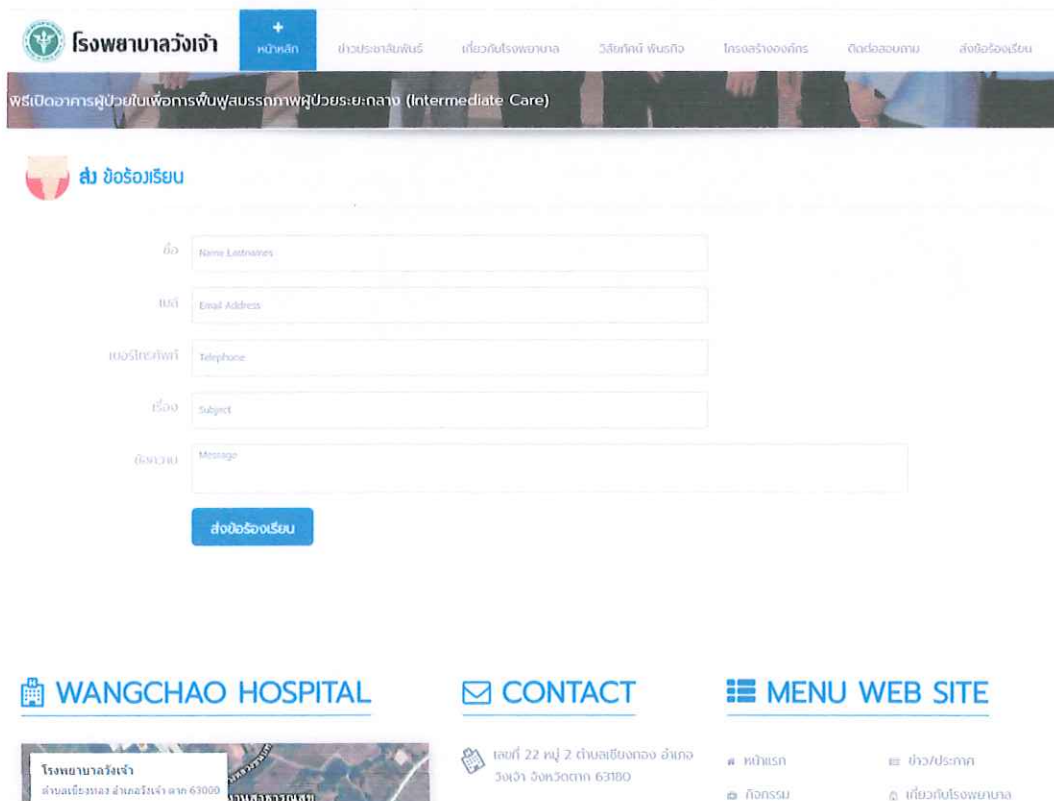 โรงพยาบาลวังเจ้า
หน้าหลัก ข่าวประชาสัมพันธ์ เกี่ยวกับโรงพยาบาล วิสัยทัศน์ พันธกิจ โครงสร้างองค์กร ติดต่อสอบถาม ส่งข้อร้องเรียน
พิธีเปิดอาคารผู้ป่วยในเพื่อการฟื้นฟูสมรรถภาพผู้ป่วยระยะกลาง (Intermediate Care)
ส่ง ข้อร้องเรียน
ชื่อ Name Lastnames
เมล์ Email Address
เบอร์โทรศัพท์ Telephone
เรื่อง Subject
ข้อความ Message
ส่งข้อร้องเรียน
WANGCHAO HOSPITAL CONTACT MENU WEB SITE
โรงพยาบาลวังเจ้า
ตำบลเชียงทอง อำเภอวังเจ้า ตาก 63000
เลขที่ 22 หมู่ 2 ตำบลเชียงทอง อำเภอ
วังเจ้า จังหวัดตาก 63180
หน้าแรก ข่าว/ประกาศ
กิจกรรม เกี่ยวกับโรงพยาบาล